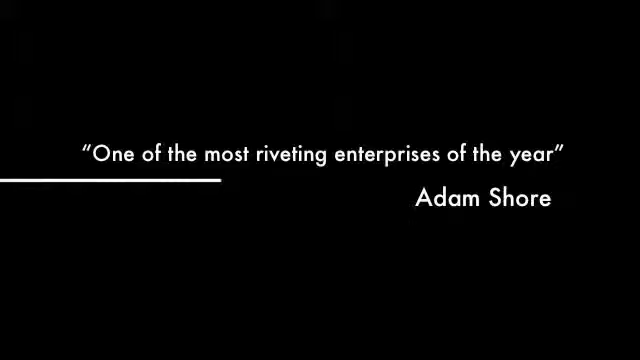 “One of the most riveting enterprises of the year”
Adam Shore